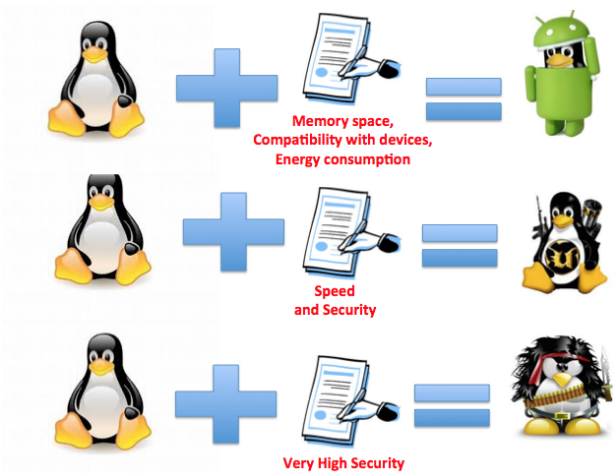 Memory space,
Compatibility with devices,
Energy consumption
Speed
and Security
Very High Security